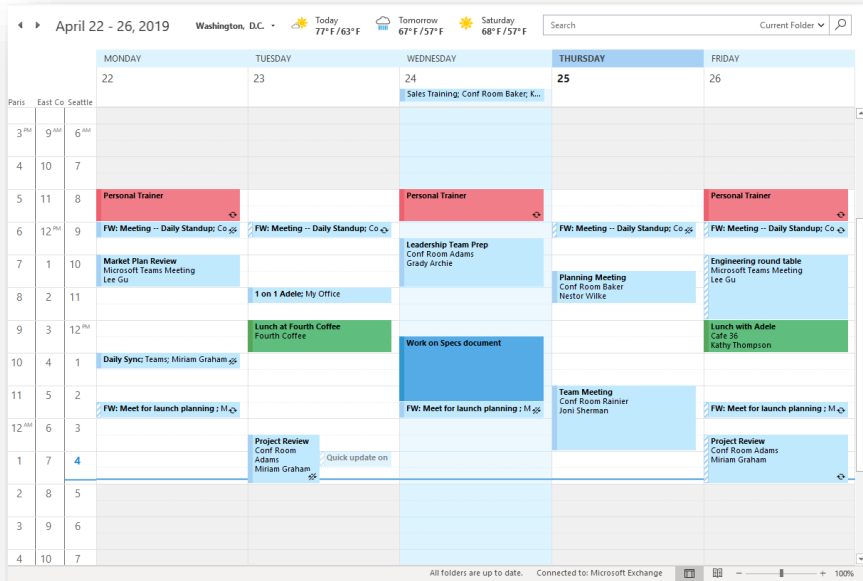 April 22 - 26, 2019
Washington, D.C.
Today
77°F/63°F
Tomorrow
67°F/57°F
Saturday
68°F/57°F
Search
Current Folder
MONDAY
TUESDAY
WEDNESDAY
THURSDAY
FRIDAY
22
23
24
25
26
Sales Training; Conf Room Baker; K...
Paris
East Co
Seattle
3 PM
9 AM
6 AM
4
10
7
5
11
8
6
12 PM
9
7
1
10
8
2
11
9
3
12 PM
10
4
1
11
5
2
12 AM
6
3
1
7
4
2
8
5
3
9
6
4
10
7
Personal Trainer
FW: Meeting -- Daily Standup; Co
Market Plan Review
Microsoft Teams Meeting
Lee Gu
Daily Sync; Teams; Miriam Graham
FW: Meet for launch planning ; M
FW: Meeting -- Daily Standup; Co
1 on 1 Adele; My Office
Lunch at Fourth Coffee
Fourth Coffee
Project Review
Conf Room
Adams
Miriam Graham
Quick update on
Personal Trainer
Leadership Team Prep
Conf Room Adams
Grady Archie
Work on Specs document
FW: Meet for launch planning ; M
FW: Meeting -- Daily Standup; Co
Planning Meeting
Conf Room Baker
Nestor Wilke
Team Meeting
Conf Room Rainier
Joni Sherman
Personal Trainer
FW: Meeting -- Daily Standup; Co
Engineering round table
Microsoft Teams Meeting
Lee Gu
Lunch with Adele
Cafe 36
Kathy Thompson
FW: Meet for launch planning ; M
Project Review
Conf Room Adams
Miriam Graham
All folders are up to date.
Connected to: Microsoft Exchange
100%